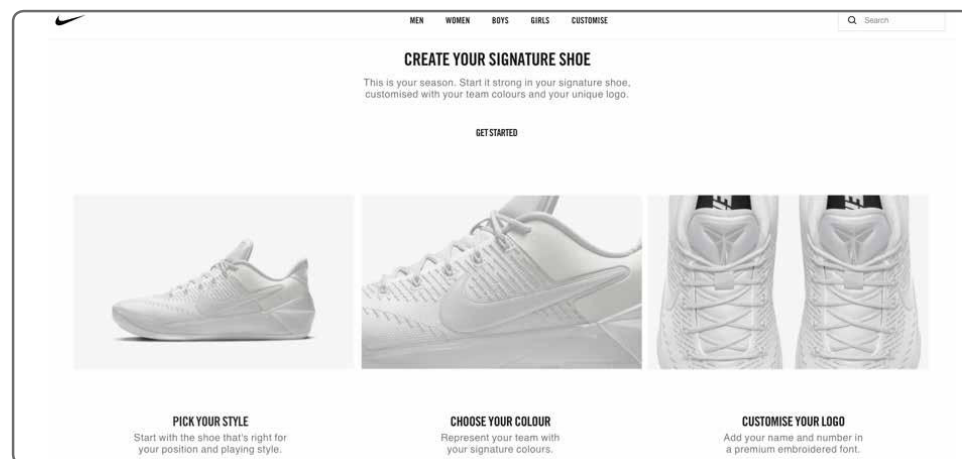 MEN WOMEN BOYS GIRLS CUSTOMISE
Search
CREATE YOUR SIGNATURE SHOE
This is your season. Start it strong in your signature shoe,
customised with your team colours and your unique logo.
GET STARTED
PICK YOUR STYLE
Start with the shoe that's right for
your position and playing style.
CHOOSE YOUR COLOUR
Represent your team with
your signature colours.
CUSTOMISE YOUR LOGO
Add your name and number in
a premium embroidered font.